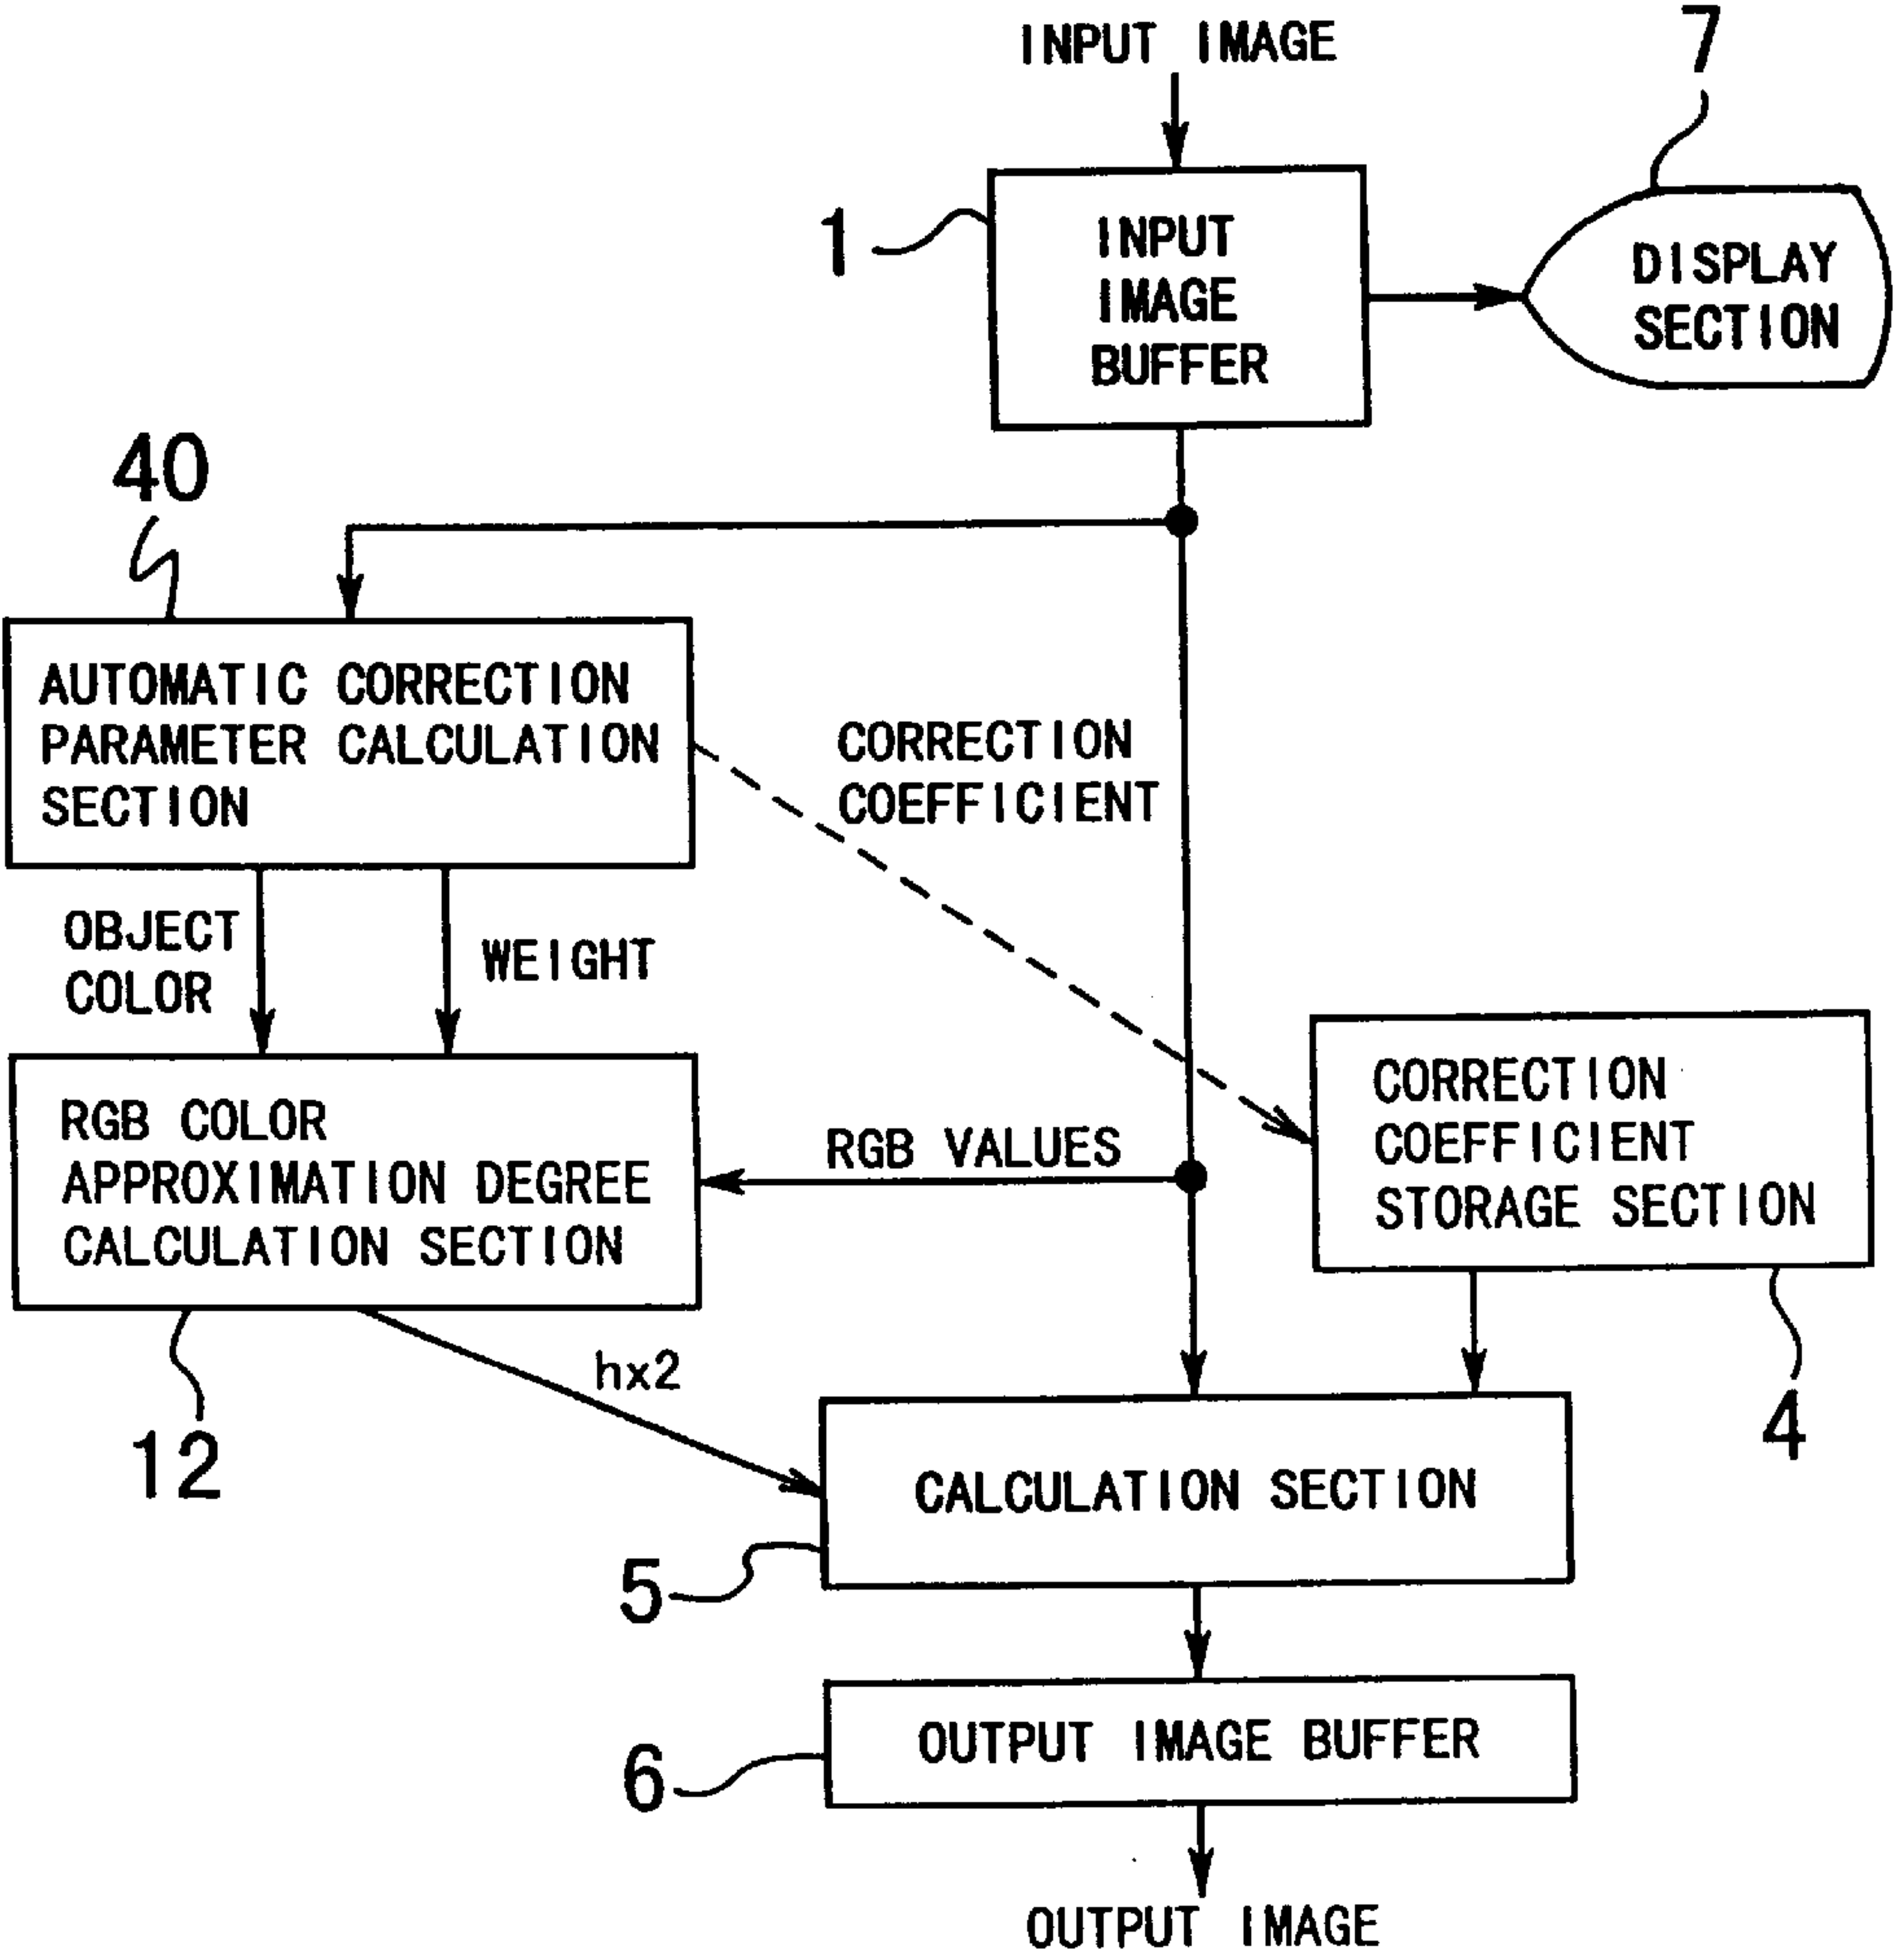 INPUT IMAGE
7
1
INPUT
IMAGE
BUFFER
DISPLAY
SECTION
40
AUTOMATIC CORRECTION
PARAMETER CALCULATION
SECTION
CORRECTION
COEFFICIENT
OBJECT
COLOR
WEIGHT
RGB COLOR
APPROXIMATION DEGREE
CALCULATION SECTION
RGB VALUES
CORRECTION
COEFFICIENT
STORAGE SECTION
hx2
12
4
CALCULATION SECTION
5
OUTPUT IMAGE BUFFER
6
OUTPUT IMAGE